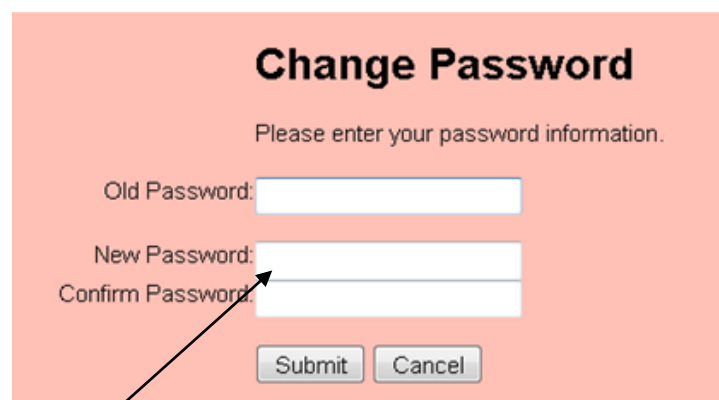 Change Password
Please enter your password information.
Old Password:
New Password:
Confirm Password:
Submit Cancel